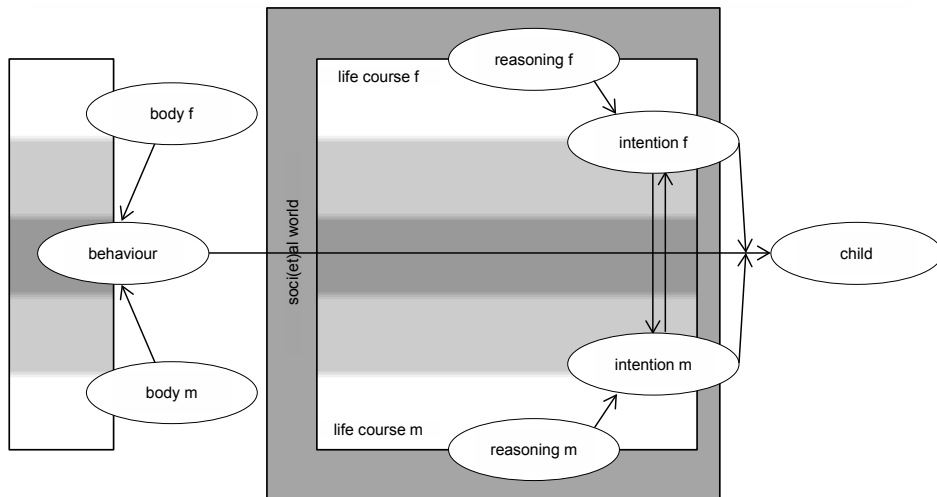 reasoning f
life course f
body f
intention f
soci(et)al world
behaviour
child
intention m
body m
life course m
reasoning m